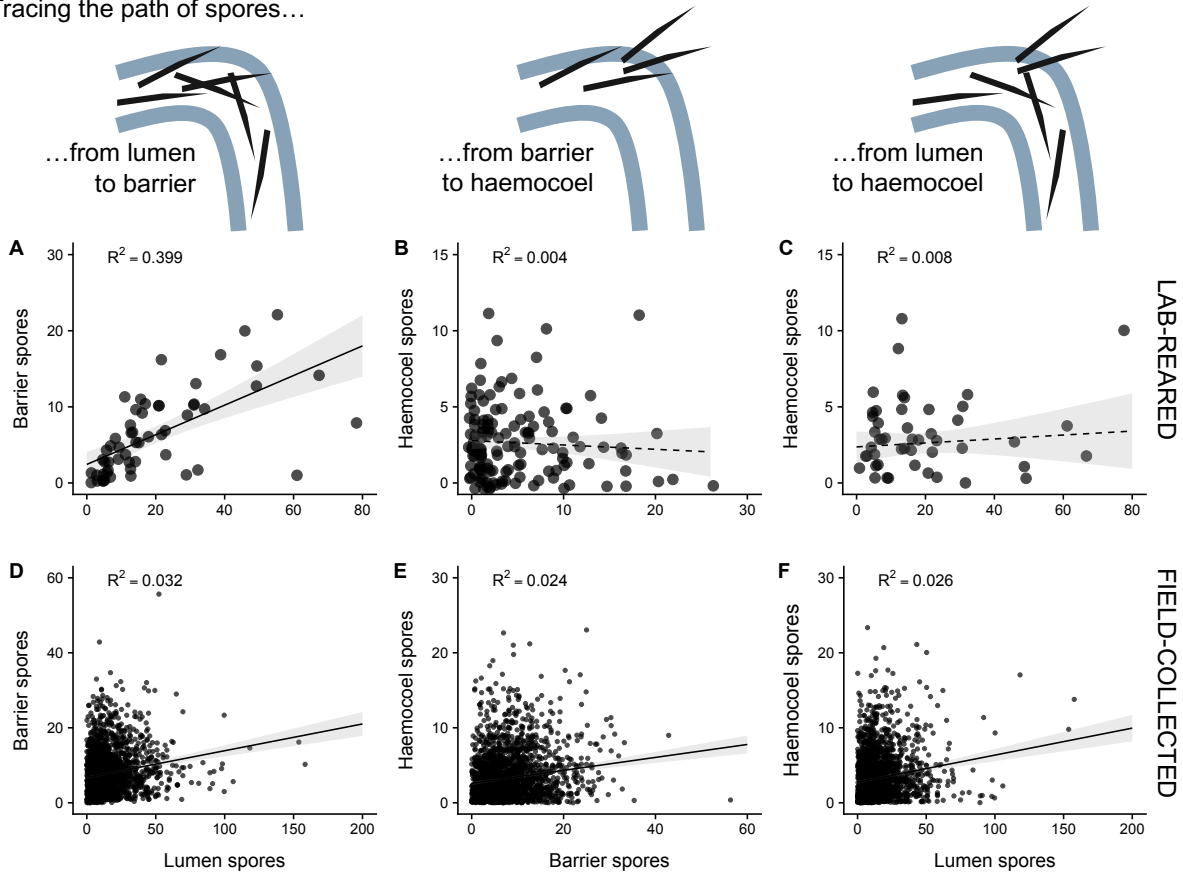 racing the path of spores…
…from lumen
to barrier
…from barrier
to haemocoel
…from lumen
to haemocoel
A
R² = 0.399
Barrier spores
30
20
10
0
0 20 40 60 80
B
R² = 0.004
Haemocoel spores
15
10
5
0
0 10 20 30
C
R² = 0.008
Haemocoel spores
15
10
5
0
0 20 40 60 80
LAB-REARED
D
R² = 0.032
Barrier spores
60
40
20
0
0 50 100 150 200
Lumen spores
E
R² = 0.024
Haemocoel spores
30
20
10
0
0 20 40 60
Barrier spores
F
R² = 0.026
Haemocoel spores
30
20
10
0
0 50 100 150 200
Lumen spores
FIELD-COLLECTED